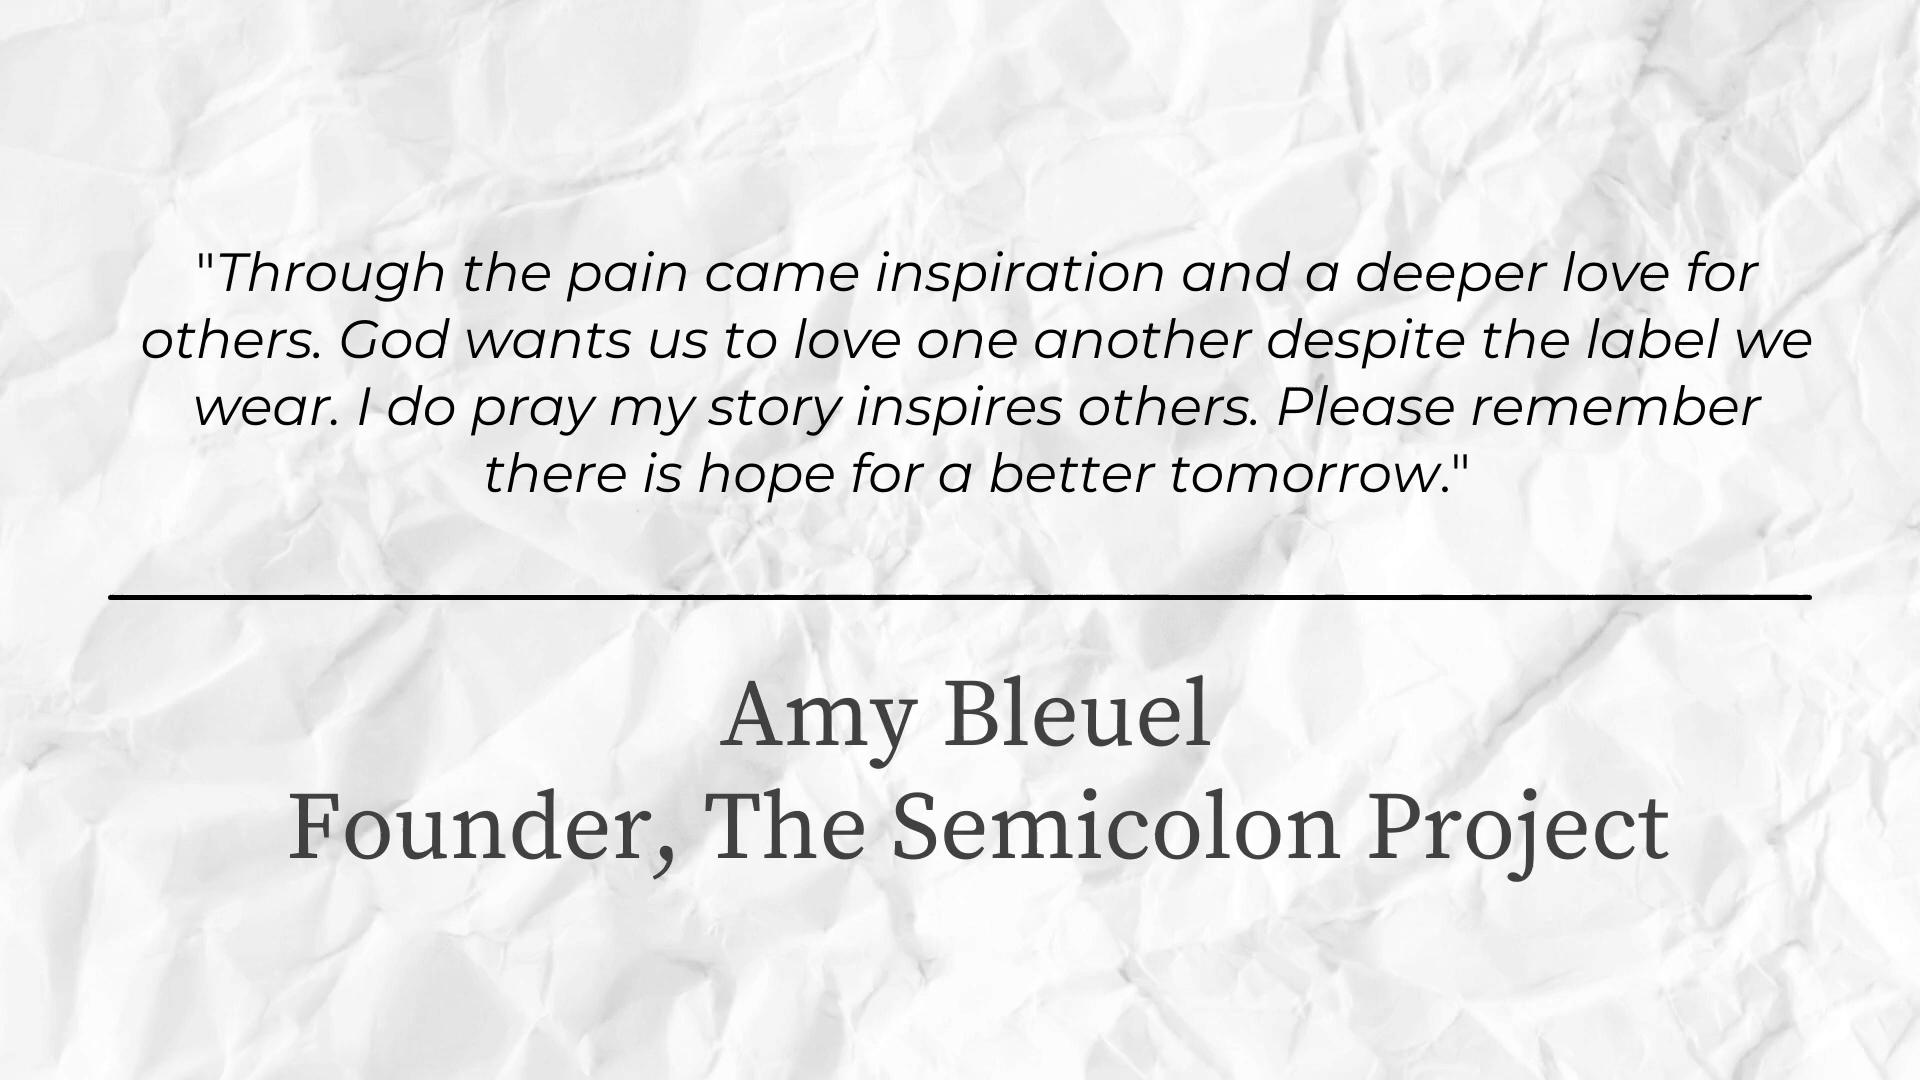 "Through the pain came inspiration and a deeper love for
others. God wants us to love one another despite the label we
wear. I do pray my story inspires others. Please remember
there is hope for a better tomorrow."
Amy Bleuel
Founder, The Semicolon Project